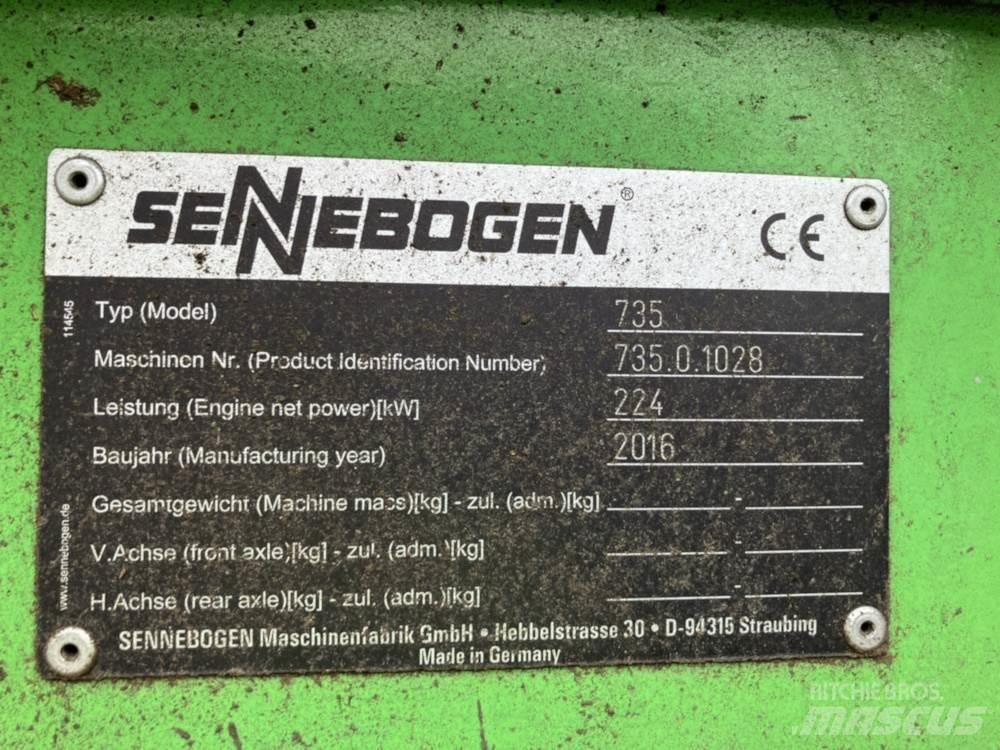 SENNEBOGEN ®
CE
114545
Typ (Model) 735
Maschinen Nr. (Product Identification Number) 735.0.1028
Leistung (Engine net power)[kW] 224
Baujahr (Manufacturing year) 2016
Gesamtgewicht (Machine mass)[kg] - zul. (adm.)[kg] -
V.Achse (front axle)[kg] - zul. (adm.)[kg] -
H.Achse (rear axle)[kg] - zul. (adm.)[kg] -
www.sennebogen.de
SENNEBOGEN Maschinenfabrik GmbH • Hebbelstrasse 30 • D-94315 Straubing
Made in Germany
RITCHIE BROS.
MASCUS